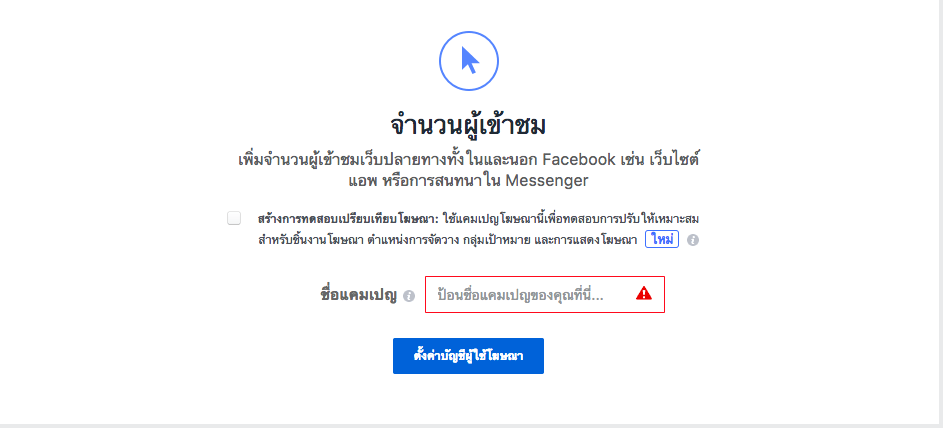 จำนวนผู้เข้าชม
เพิ่มจำนวนผู้เข้าชมเว็บปลายทางทั้งในและนอก Facebook เช่น เว็บไซต์
แอพ หรือการสนทนาใน Messenger
สร้างการทดสอบเปรียบเทียบโฆษณา: ใช้แคมเปญโฆษณานี้เพื่อทดสอบการปรับให้เหมาะสม
สำหรับชิ้นงานโฆษณา ตำแหน่งการจัดวาง กลุ่มเป้าหมาย และการแสดงโฆษณา ใหม่ i
ชื่อแคมเปญ i ป้อนชื่อแคมเปญของคุณที่นี่...
ตั้งค่าบัญชีผู้ใช้โฆษณา